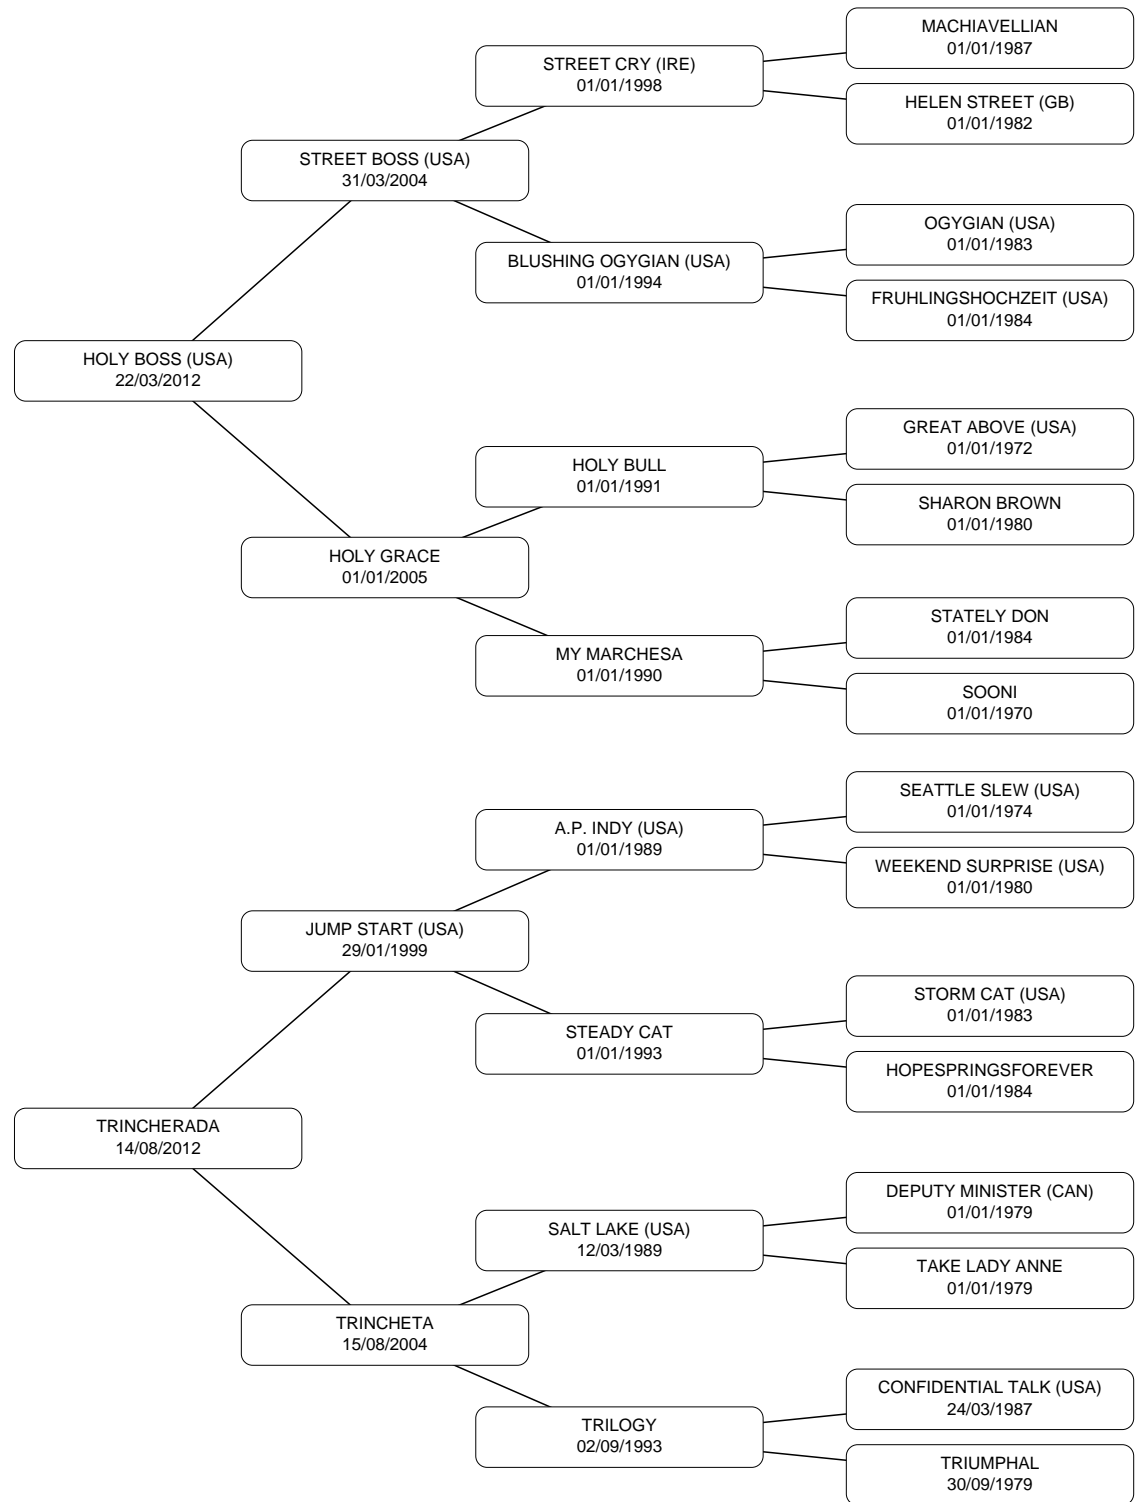 MACHIAVELLIAN
01/01/1987
STREET CRY (IRE)
01/01/1998
HELEN STREET (GB)
01/01/1982
STREET BOSS (USA)
31/03/2004
OGYGIAN (USA)
01/01/1983
BLUSHING OGYGIAN (USA)
01/01/1994
FRUHLINGSHOCHZEIT (USA)
01/01/1984
HOLY BOSS (USA)
22/03/2012
GREAT ABOVE (USA)
01/01/1972
HOLY BULL
01/01/1991
SHARON BROWN
01/01/1980
HOLY GRACE
01/01/2005
STATELY DON
01/01/1984
MY MARCHESA
01/01/1990
SOONI
01/01/1970
SEATTLE SLEW (USA)
01/01/1974
A.P. INDY (USA)
01/01/1989
WEEKEND SURPRISE (USA)
01/01/1980
JUMP START (USA)
29/01/1999
STORM CAT (USA)
01/01/1983
STEADY CAT
01/01/1993
HOPESPRINGSFOREVER
01/01/1984
TRINCHERADA
14/08/2012
DEPUTY MINISTER (CAN)
01/01/1979
SALT LAKE (USA)
12/03/1989
TAKE LADY ANNE
01/01/1979
TRINCHETA
15/08/2004
CONFIDENTIAL TALK (USA)
24/03/1987
TRILOGY
02/09/1993
TRIUMPHAL
30/09/1979